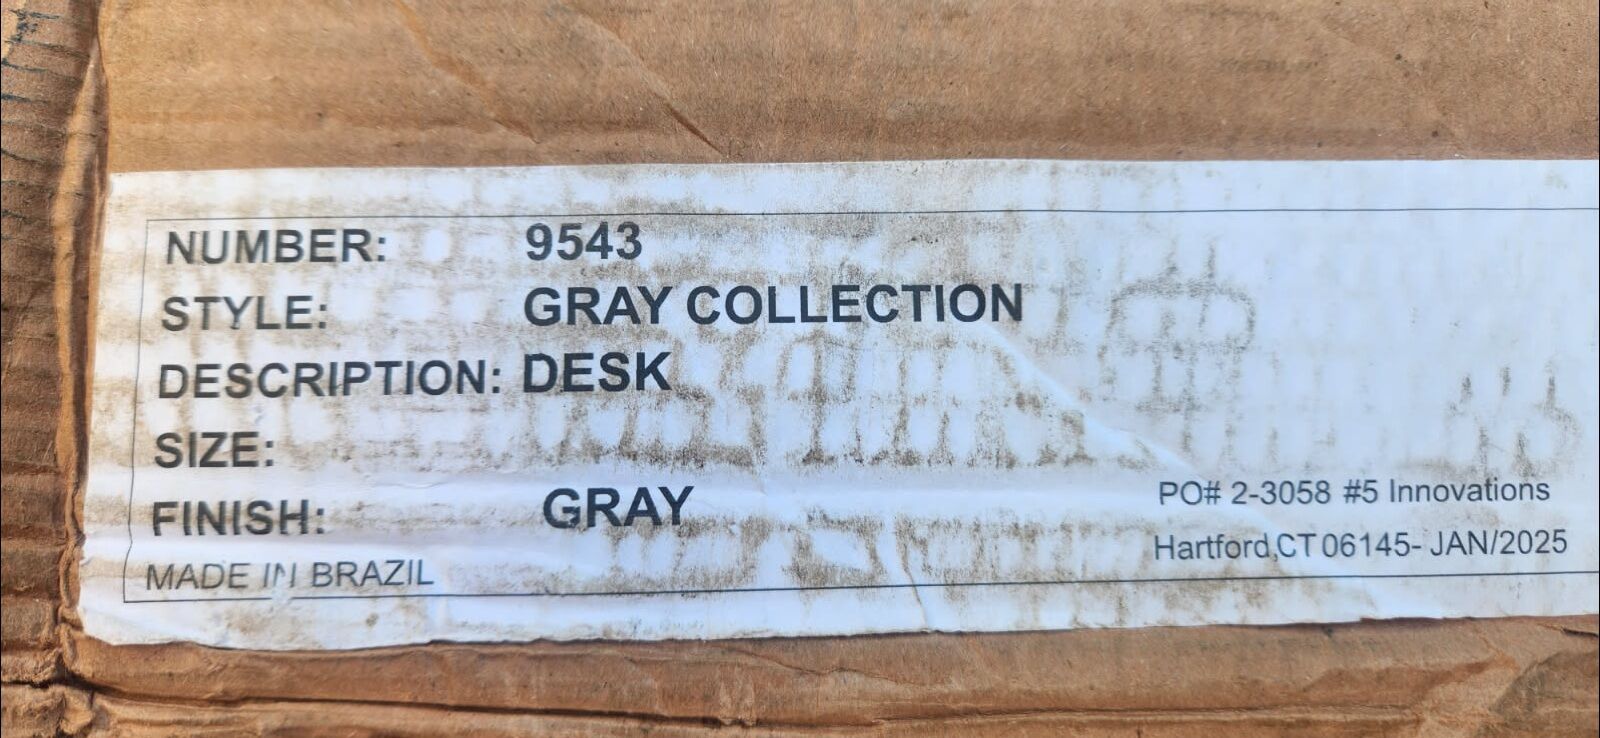 NUMBER: 9543
STYLE: GRAY COLLECTION
DESCRIPTION: DESK
SIZE:
FINISH: GRAY
PO# 2-3058 #5 Innovations
MADE IN BRAZIL
Hartford,CT 06145- JAN/2025